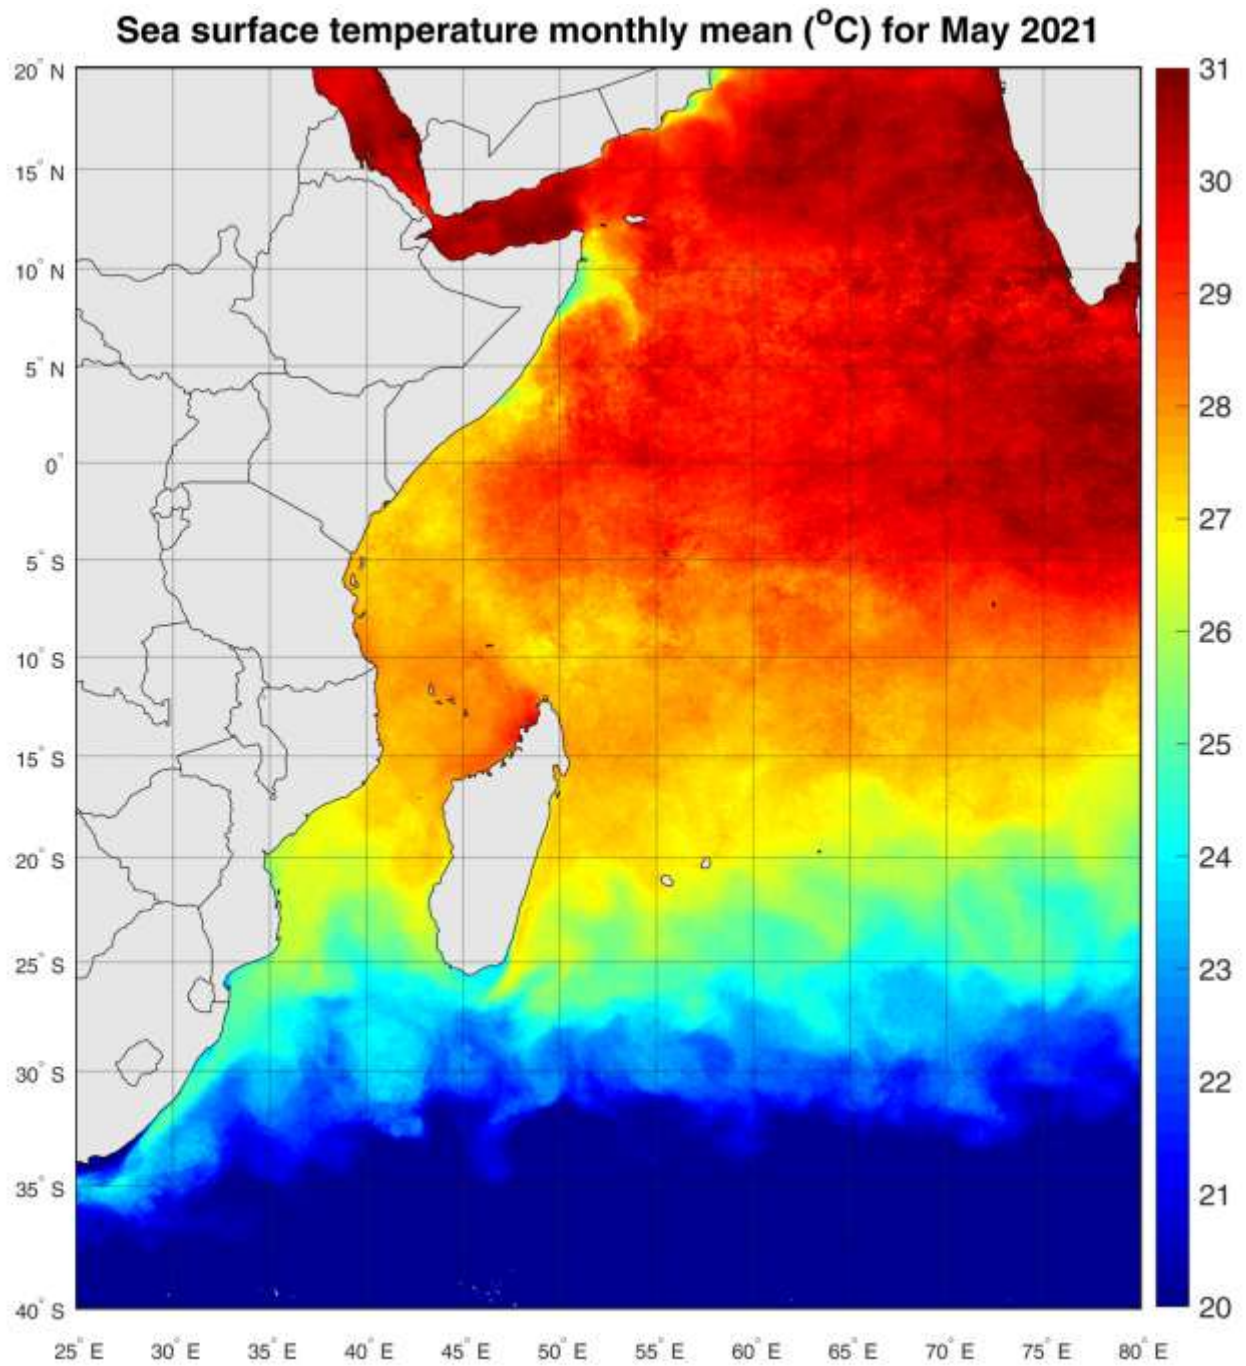 Sea surface temperature monthly mean (°C) for May 2021
20° N
15° N
10° N
5° N
0°
5° S
10° S
15° S
20° S
25° S
30° S
35° S
40° S
25° E 30° E 35° E 40° E 45° E 50° E 55° E 60° E 65° E 70° E 75° E 80° E
31
30
29
28
27
26
25
24
23
22
21
20